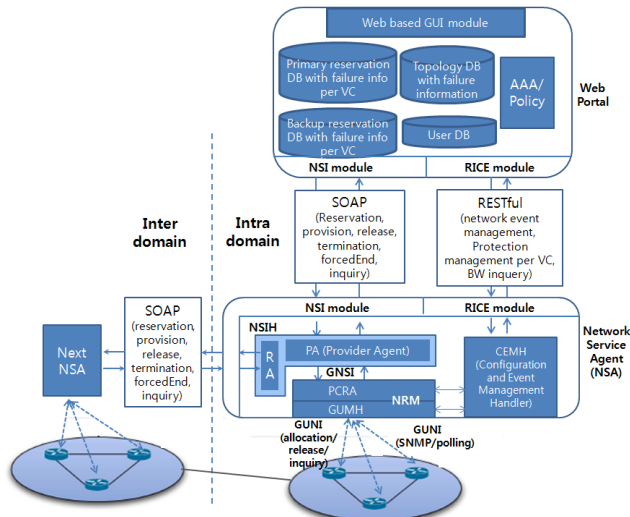 Web based GUI module
Primary reservation
DB with failure info
per VC
Topology DB
with failure
information
AAA/
Policy
Web
Portal
Backup reservation
DB with failure info
per VC
User DB
NSI module
RICE module
Inter
domain
Intra
domain
SOAP
(Reservation,
provision, release,
termination,
forcedEnd,
inquiry)
RESTful
(network event
management,
Protection
management per VC,
BW inquery)
SOAP
(reservation,
provision,
release,
termination,
forcedEnd,
inquiry)
Next
NSA
NSI module
RICE module
NSIH
R
A
PA (Provider Agent)
GNSI
PCRA
NRM
GUMH
CEMH
(Configuration
and Event
Management
Handler)
Network
Service
Agent
(NSA)
GUNI
(allocation/
release/
inquiry)
GUNI
(SNMP/polling)